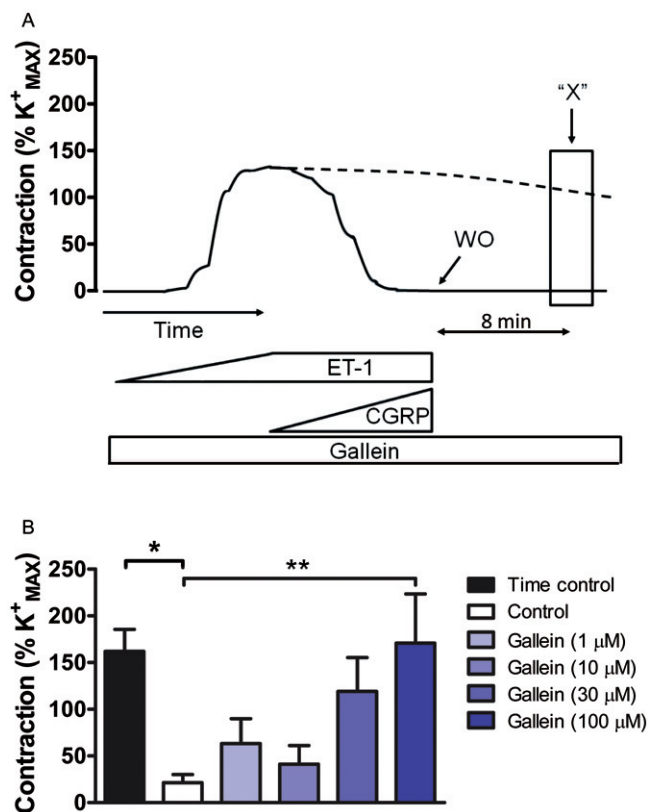 A
Contraction (% K⁺MAX)
250
200
150
100
50
0
"X"
WO
Time
8 min
ET-1
CGRP
Gallein
B
Contraction (% K⁺MAX)
250
200
150
100
50
0
*
**
Time control
Control
Gallein (1 μM)
Gallein (10 μM)
Gallein (30 μM)
Gallein (100 μM)